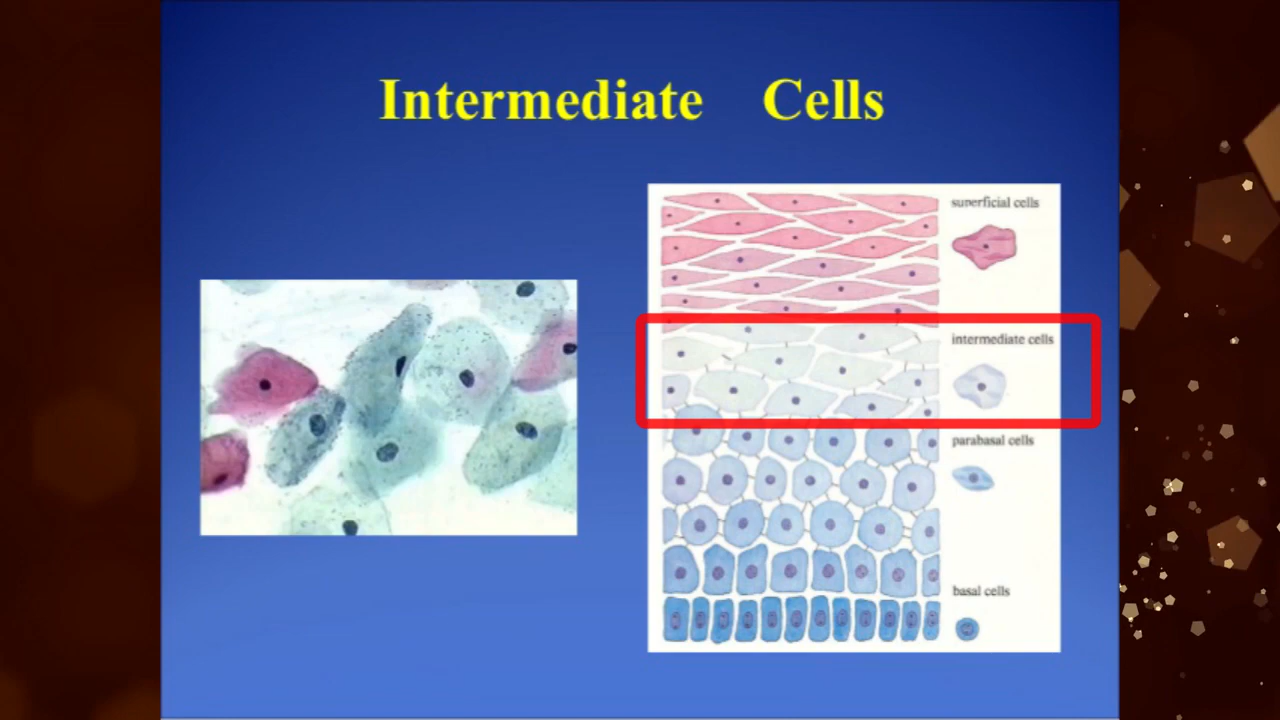 Intermediate Cells
superficial cells
intermediate cells
parabasal cells
basal cells